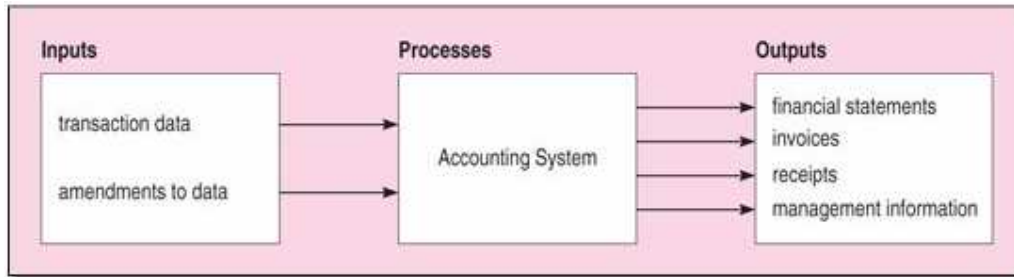 Inputs
transaction data
amendments to data
Processes
Accounting System
Outputs
financial statements
invoices
receipts
management information